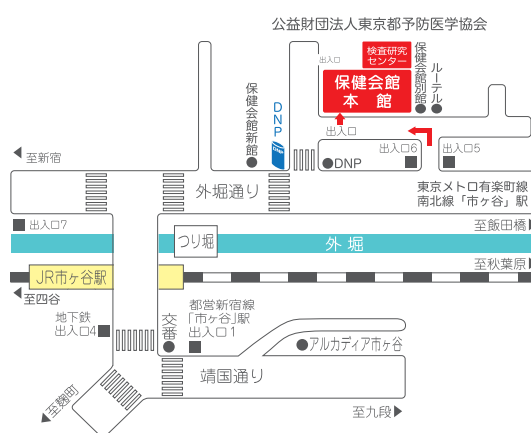 公益財団法人東京都予防医学協会
出入口
検査研究
センター
保健会館
本館
保健会館別館
ルーテル
保健会館新館
DNP
DNP
出入口
DNP
出入口6
出入口5
至新宿
外堀通り
東京メトロ有楽町線
南北線「市ヶ谷」駅
出入口7
至飯田橋
つり堀
外堀
至秋葉原
JR市ヶ谷駅
至四谷
地下鉄
出入口4
交番
都営新宿線
「市ヶ谷」駅
出入口1
アルカディア市ヶ谷
靖国通り
至麹町
至九段